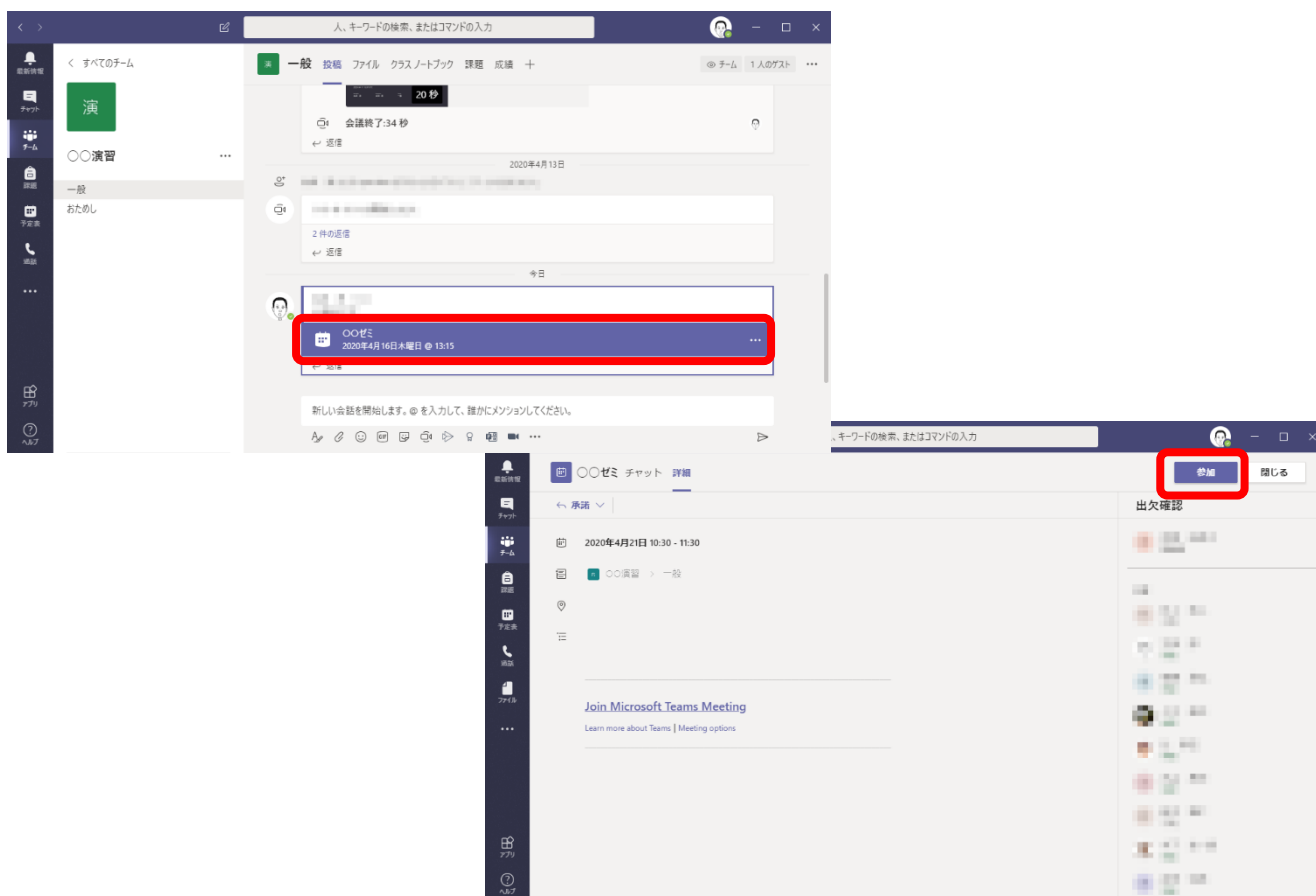 人、キーワードの検索、またはコマンドの入力
最新情報
チャット
チーム
課題
予定表
通話
アプリ
ヘルプ
すべてのチーム
演
〇〇演習
一般
おためし
演
一般 投稿 ファイル クラス ノートブック 課題 成績
チーム 1 人のゲスト
20 秒
会議終了:34 秒
返信
2020年4月13日
2 件の返信
返信
今日
〇〇ゼミ
2020年4月16日木曜日 @ 13:15
返信
新しい会話を開始します。@ を入力して、誰かにメンションしてください。
GIF
、キーワードの検索、またはコマンドの入力
最新情報
チャット
チーム
課題
予定表
通話
ファイル
アプリ
ヘルプ
〇〇ゼミ チャット 詳細
参加 閉じる
承諾
出欠確認
2020年4月21日 10:30 - 11:30
〇〇演習 > 一般
Join Microsoft Teams Meeting
Learn more about Teams | Meeting options